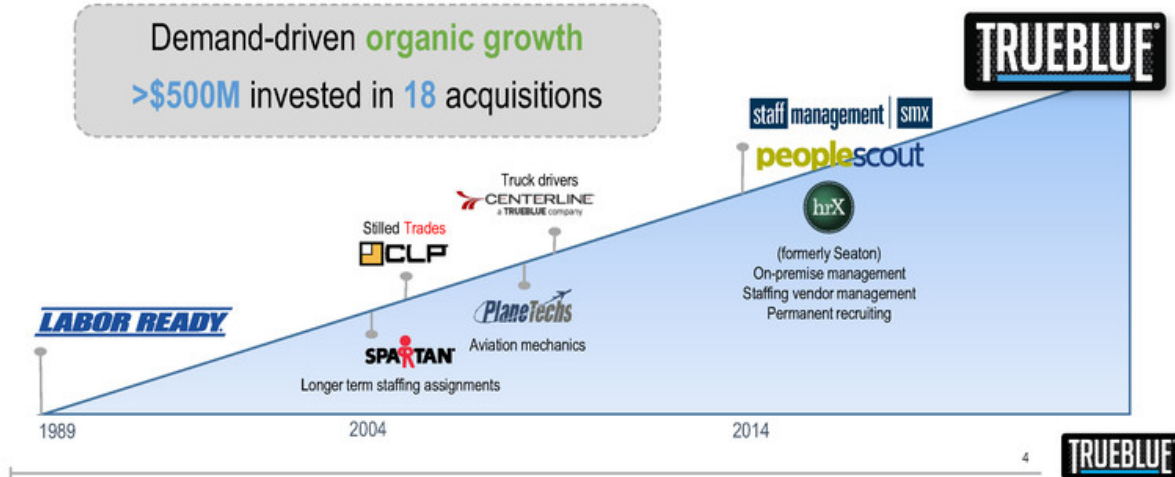 Demand-driven organic growth
>$500M invested in 18 acquisitions
TRUEBLUE
staff management | smx
peoplescout
hrX
(formerly Seaton)
On-premise management
Staffing vendor management
Permanent recruiting
Truck drivers
CENTERLINE
a TRUEBLUE company
Stilled Trades
CLP
PlaneTechs
Aviation mechanics
LABOR READY
SPARTAN
Longer term staffing assignments
1989
2004
2014
4
TRUEBLUE